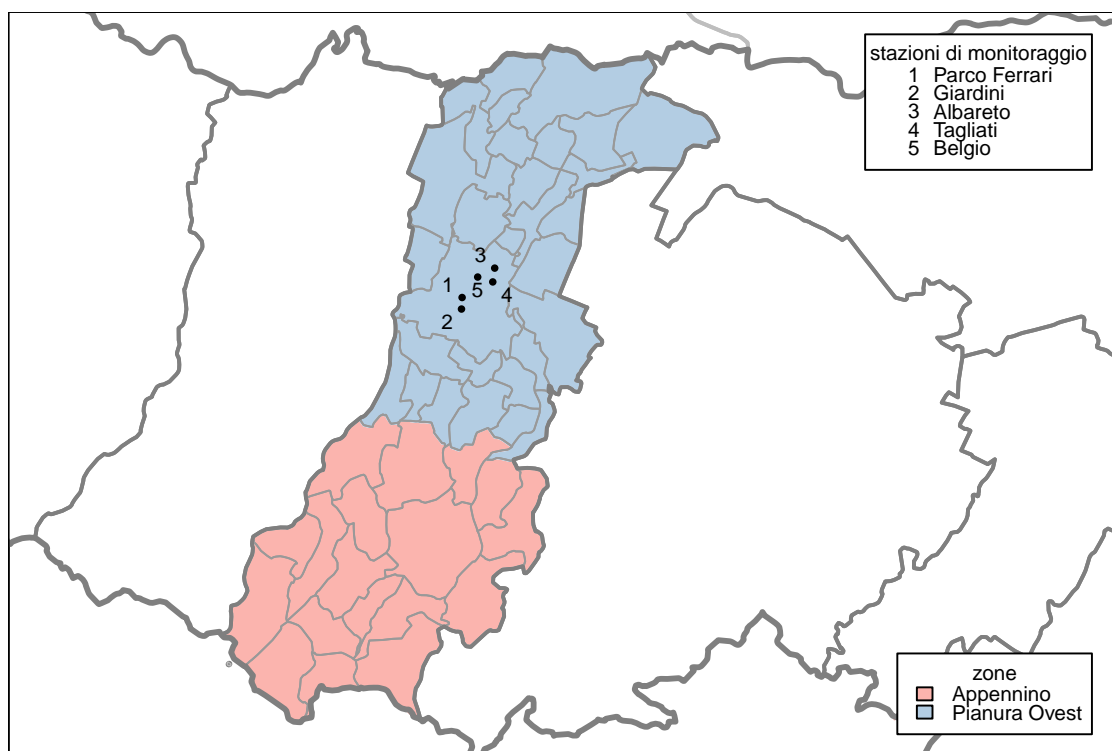 stazioni di monitoraggio
1 Parco Ferrari
2 Giardini
3 Albareto
4 Tagliati
5 Belgio
3
1
5
4
2
zone
Appennino
Pianura Ovest